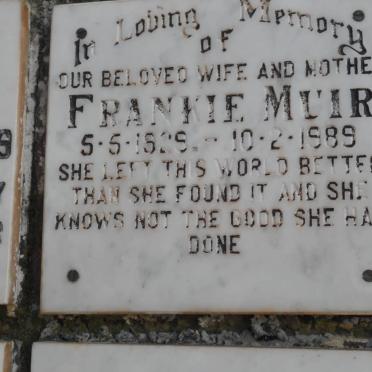 In Loving Memory
of
OUR BELOVED WIFE AND MOTHE
FRANKIE MUIR
5-5-1929 - 10-2-1989
SHE LEFT THIS WORLD BETTE
THAN SHE FOUND IT AND SHE
KNOWS NOT THE GOOD SHE HA
DONE